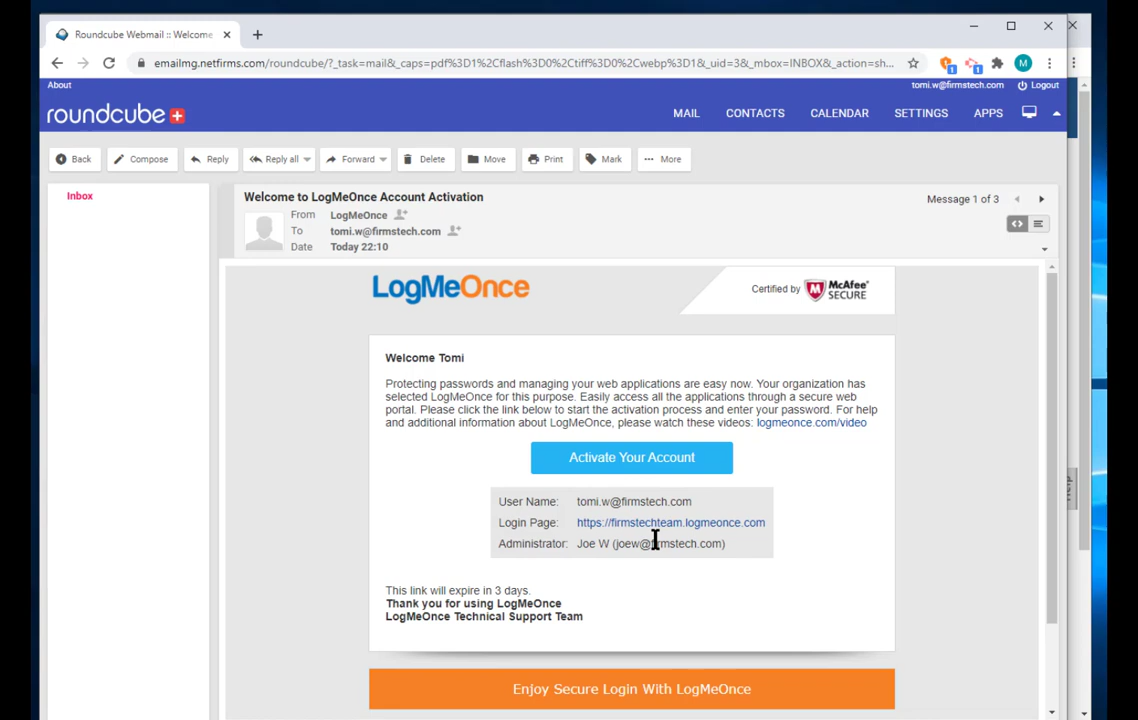 Roundcube Webmail :: Welcome
emailmg.netfirms.com/roundcube/?_task=mail&_caps=pdf%3D1%2Cflash%3D0%2Ctiff%3D0%2Cwebp%3D1&_uid=3&_mbox=INBOX&_action=sh...
1
1
M
About
tomi.w@firmstech.com
Logout
roundcube
MAIL
CONTACTS
CALENDAR
SETTINGS
APPS
Back
Compose
Reply
Reply all
Forward
Delete
Move
Print
Mark
More
Inbox
Welcome to LogMeOnce Account Activation
Message 1 of 3
From LogMeOnce
To tomi.w@firmstech.com
Date Today 22:10
LogMeOnce
Certified by McAfee SECURE
Welcome Tomi
Protecting passwords and managing your web applications are easy now. Your organization has
selected LogMeOnce for this purpose. Easily access all the applications through a secure web
portal. Please click the link below to start the activation process and enter your password. For help
and additional information about LogMeOnce, please watch these videos: logmeonce.com/video
Activate Your Account
User Name: tomi.w@firmstech.com
Login Page: https://firmstechteam.logmeonce.com
Administrator: Joe W (joew@firmstech.com)
Help
This link will expire in 3 days.
Thank you for using LogMeOnce
LogMeOnce Technical Support Team
Enjoy Secure Login With LogMeOnce